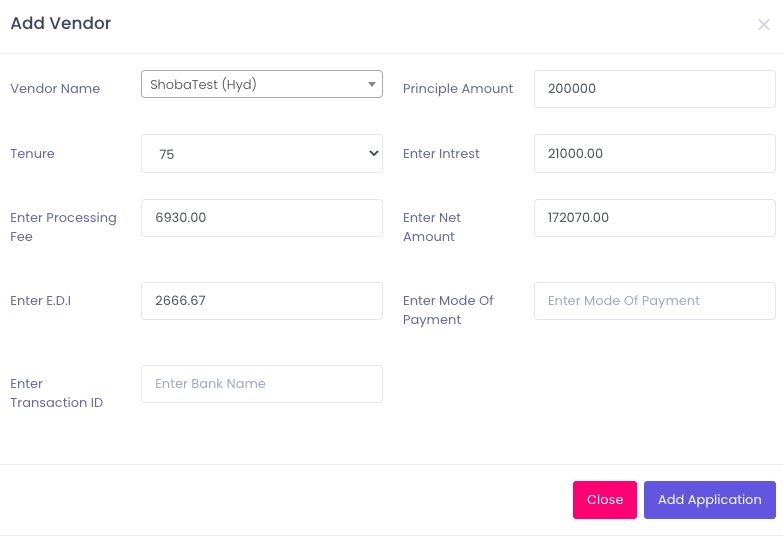 Add Vendor
×
Vendor Name
ShobaTest (Hyd)
Principle Amount
200000
Tenure
75
Enter Intrest
21000.00
Enter Processing
Fee
6930.00
Enter Net
Amount
172070.00
Enter E.D.I
2666.67
Enter Mode Of
Payment
Enter Mode Of Payment
Enter
Transaction ID
Enter Bank Name
Close
Add Application